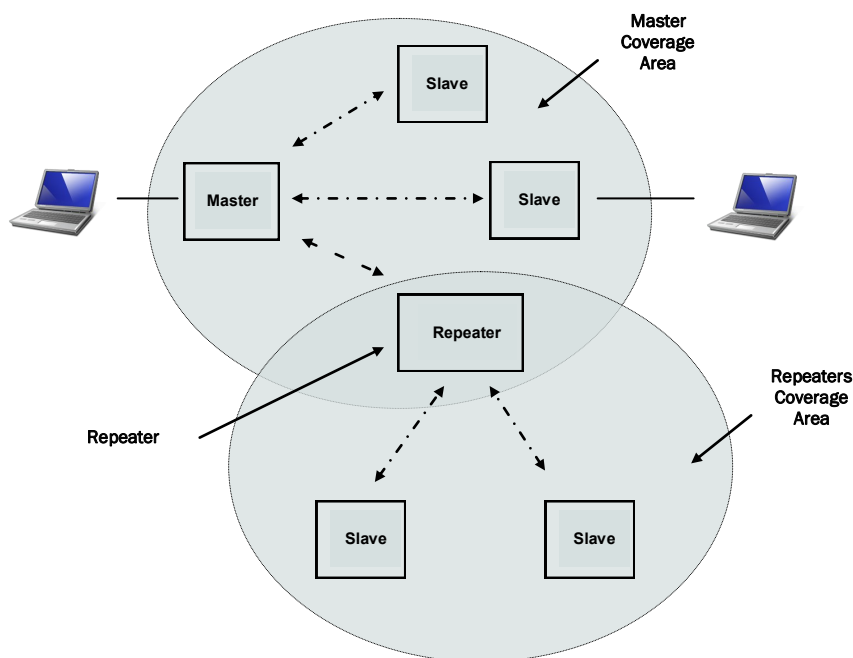 Master
Coverage
Area
Slave
Master
Slave
Repeater
Repeaters
Coverage
Area
Repeater
Slave
Slave